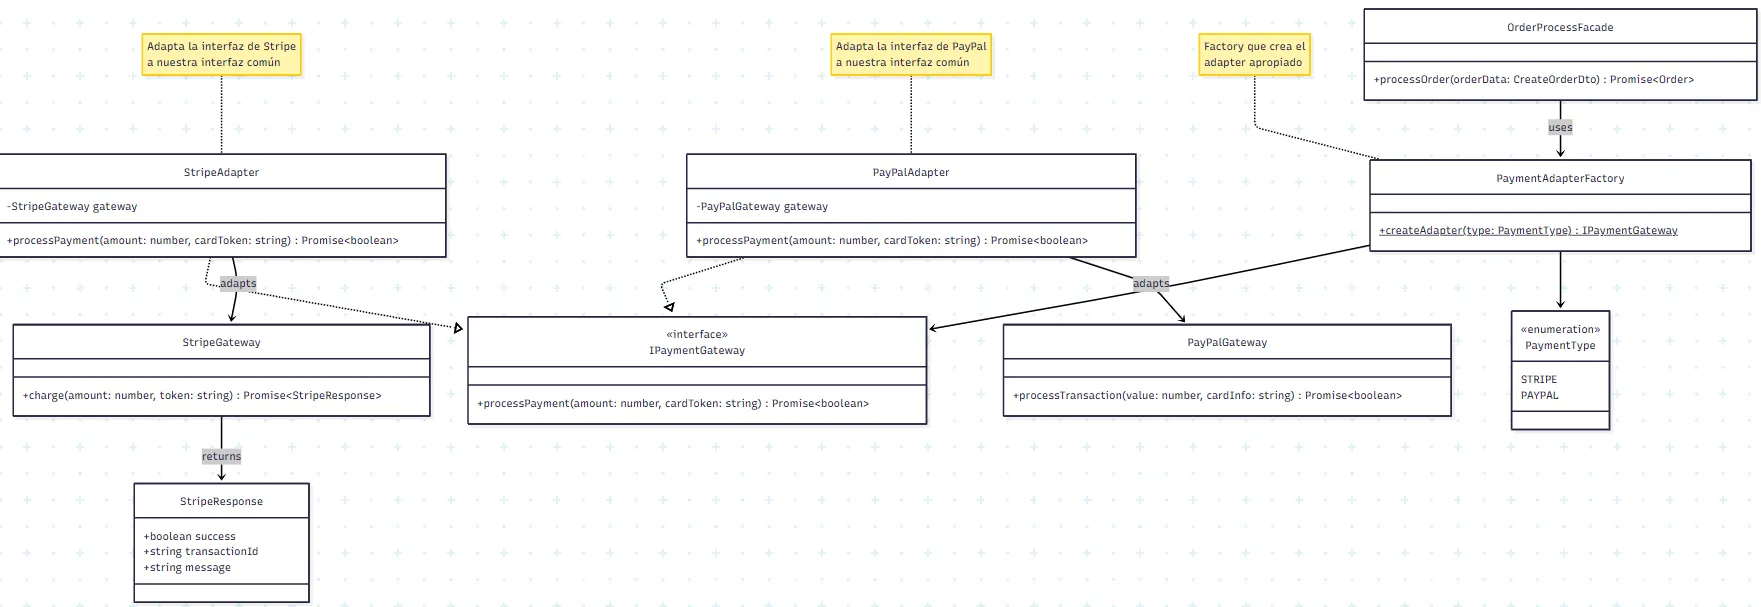 OrderProcessFacade
+processOrder(orderData: CreateOrderDto) : Promise<Order>
Adapta la interfaz de Stripe
a nuestra interfaz común
Adapta la interfaz de PayPal
a nuestra interfaz común
Factory que crea el
adapter apropiado
uses
StripeAdapter
-StripeGateway gateway
+processPayment(amount: number, cardToken: string) : Promise<boolean>
PayPalAdapter
-PayPalGateway gateway
+processPayment(amount: number, cardToken: string) : Promise<boolean>
PaymentAdapterFactory
+createAdapter(type: PaymentType) : IPaymentGateway
adapts
adapts
StripeGateway
+charge(amount: number, token: string) : Promise<StripeResponse>
«interface»
IPaymentGateway
+processPayment(amount: number, cardToken: string) : Promise<boolean>
PayPalGateway
+processTransaction(value: number, cardInfo: string) : Promise<boolean>
«enumeration»
PaymentType
STRIPE
PAYPAL
returns
StripeResponse
+boolean success
+string transactionId
+string message